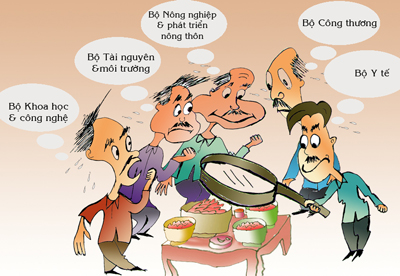 Bộ Nông nghiệp
& phát triển
nông thôn
Bộ Công thương
Bộ Tài nguyên
&môi trường
Bộ Y tế
Bộ Khoa học
& công nghệ